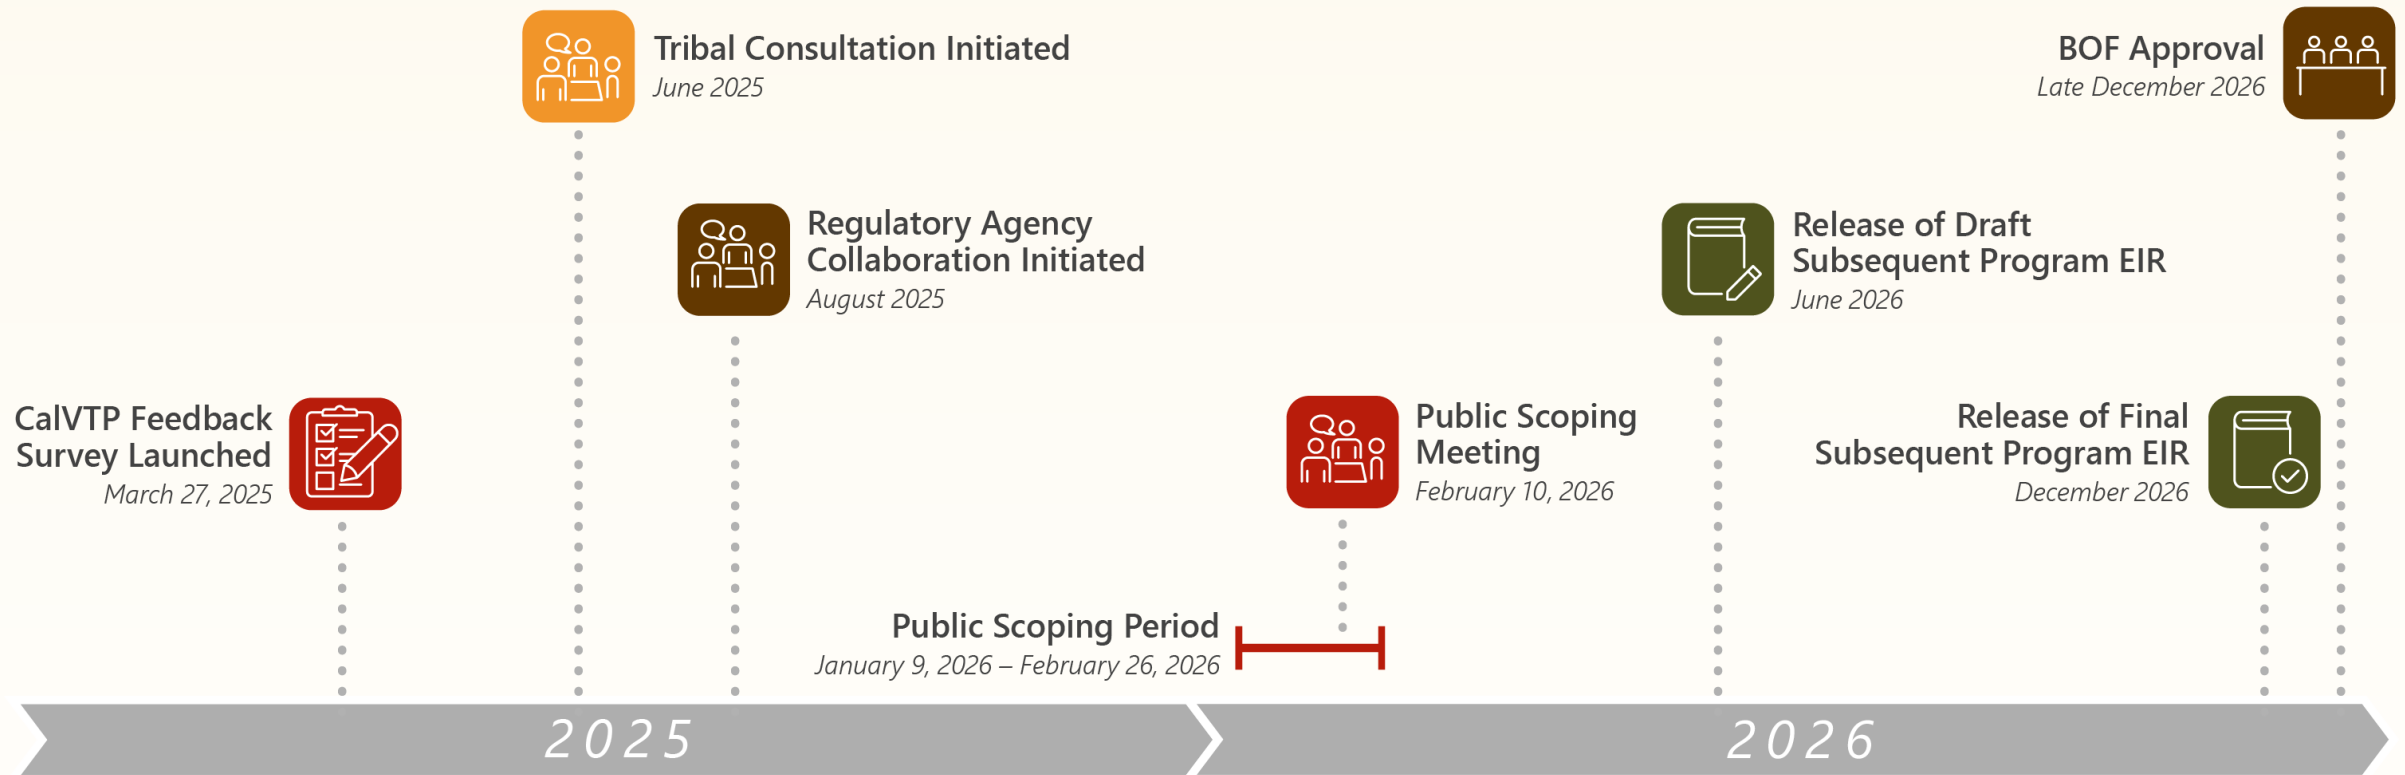 Tribal Consultation Initiated
June 2025
BOF Approval
Late December 2026
Regulatory Agency
Collaboration Initiated
August 2025
Release of Draft
Subsequent Program EIR
June 2026
CalVTP Feedback
Survey Launched
March 27, 2025
Public Scoping
Meeting
February 10, 2026
Release of Final
Subsequent Program EIR
December 2026
Public Scoping Period
January 9, 2026 – February 26, 2026
2025
2026